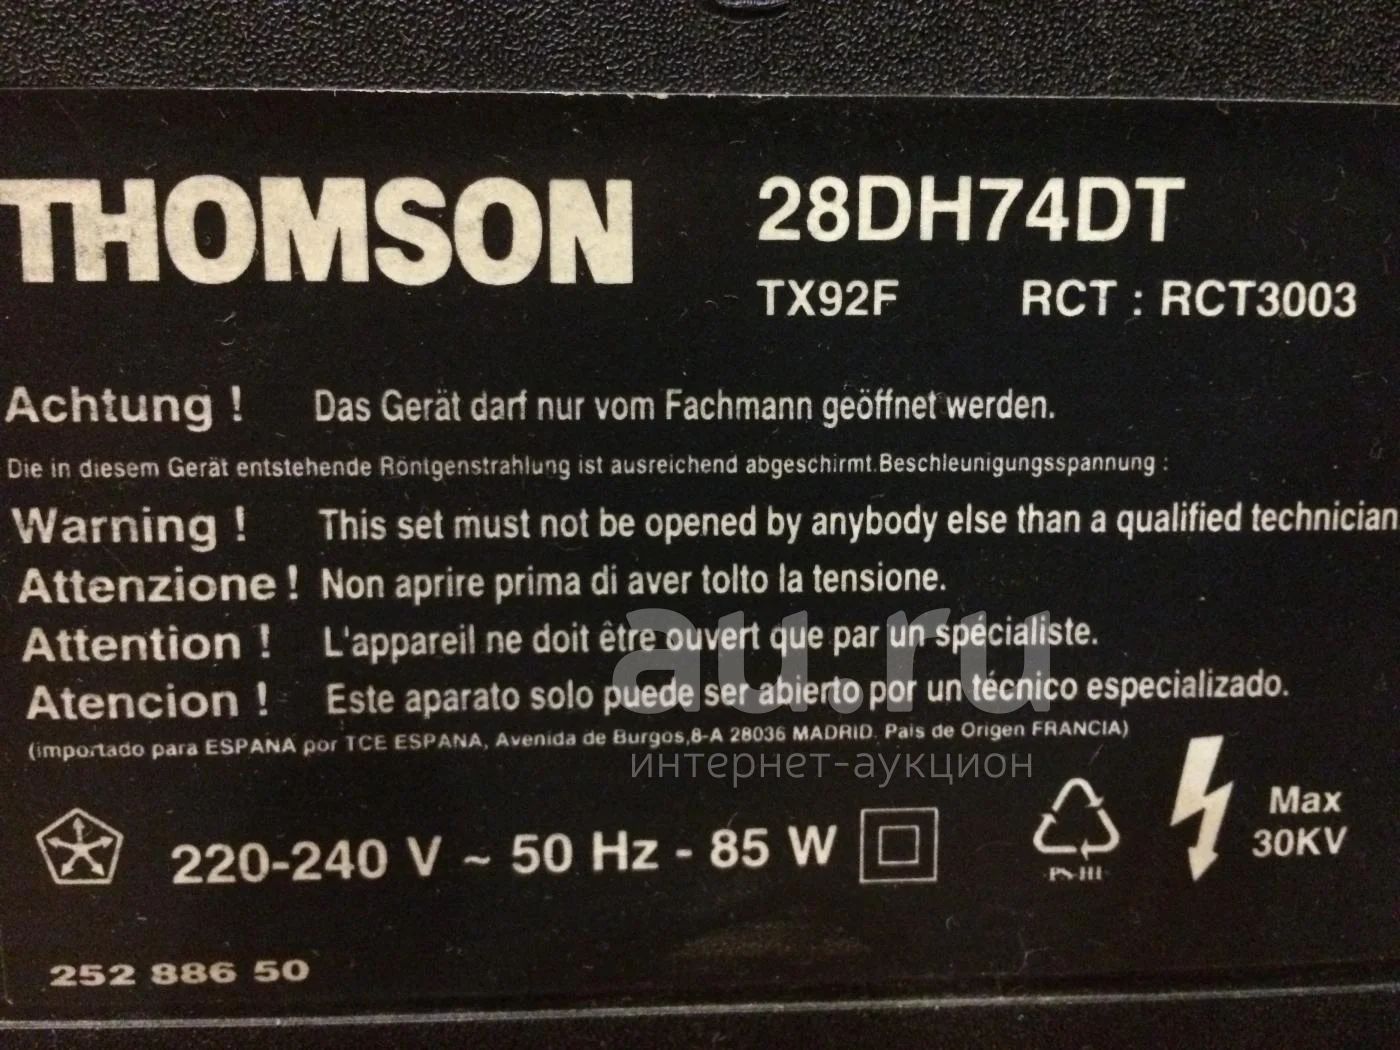 THOMSON 28DH74DT
TX92F RCT : RCT3003
Achtung ! Das Gerät darf nur vom Fachmann geöffnet werden.
Die in diesem Gerät entstehende Röntgenstrahlung ist ausreichend abgeschirmt.Beschleunigungsspannung :
Warning ! This set must not be opened by anybody else than a qualified technician
Attenzione ! Non aprire prima di aver tolto la tensione.
Attention ! L'appareil ne doit être ouvert que par un spécialiste.
Atencion ! Este aparato solo puede ser abierto por un técnico especializado.
(importado para ESPANA por TCE ESPANA, Avenida de Burgos,8-A 28036 MADRID. Pais de Origen FRANCIA)
au.ru
интернет-аукцион
220-240 V ~ 50 Hz - 85 W
Max
30KV
252 886 50